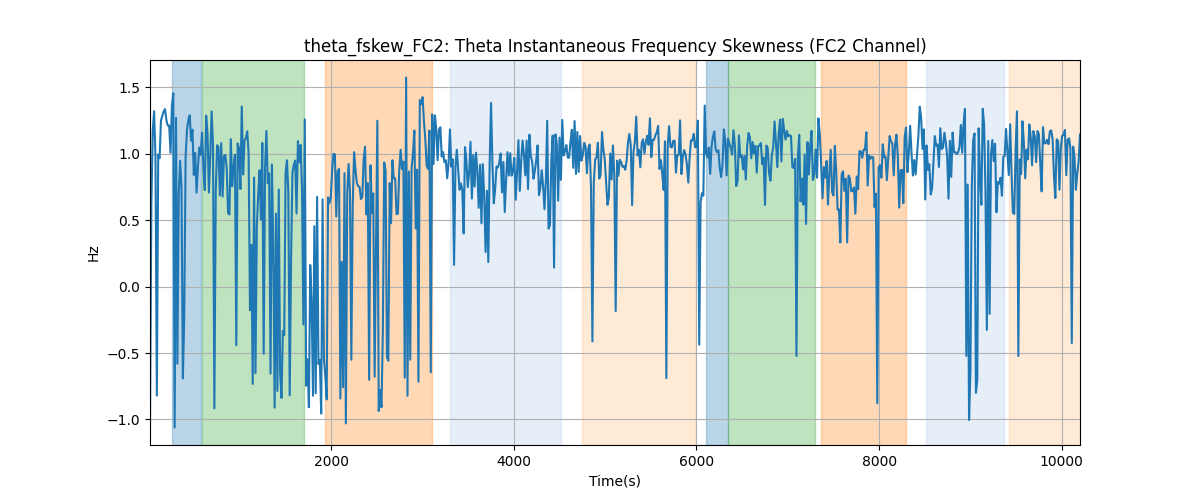 theta_fskew_FC2: Theta Instantaneous Frequency Skewness (FC2 Channel)
1.5
1.0
0.5
0.0
−0.5
−1.0
Hz
2000 4000 6000 8000 10000
Time(s)